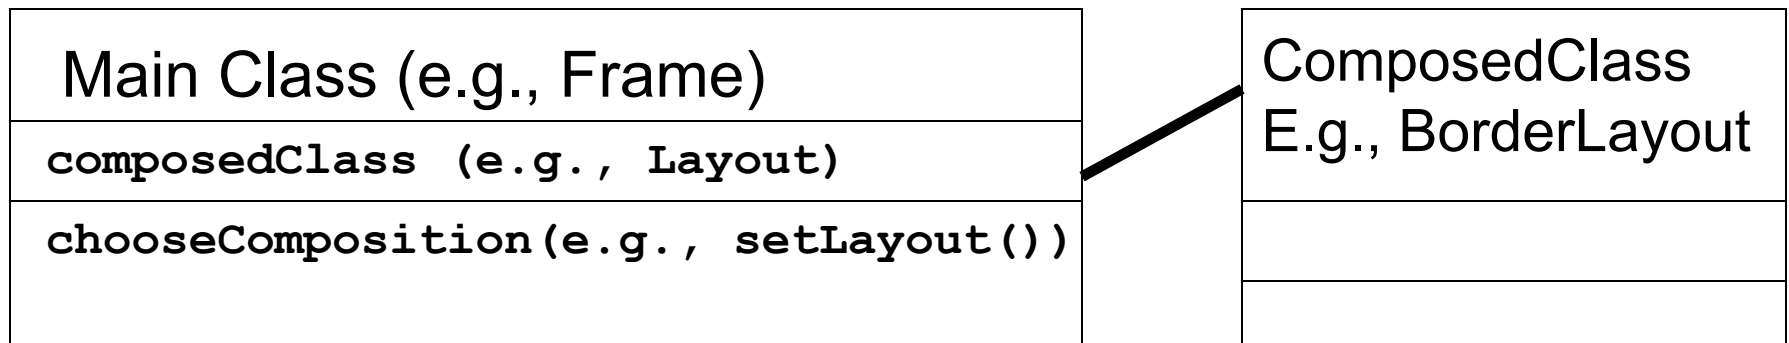 Main Class (e.g., Frame)
composedClass (e.g., Layout)
chooseComposition(e.g., setLayout())
ComposedClass
E.g., BorderLayout